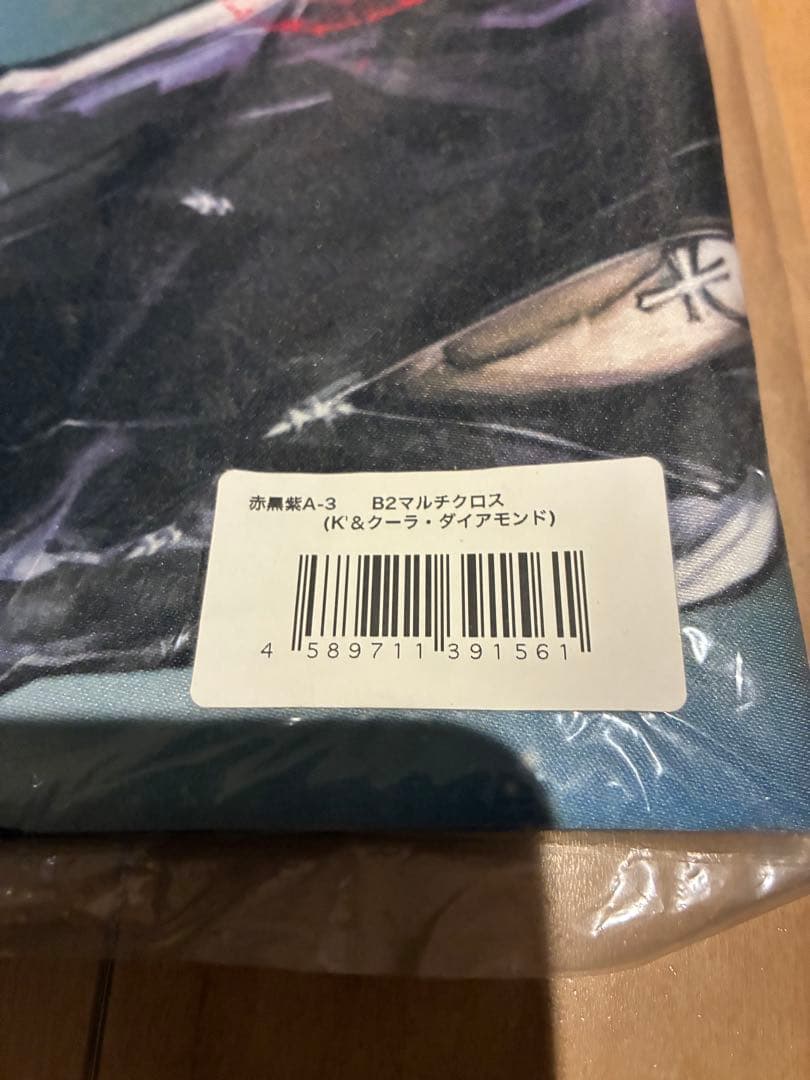 赤黒紫A-3 B2マルチクロス
(K'&クーラ・ダイアモンド)
4 589711 391561